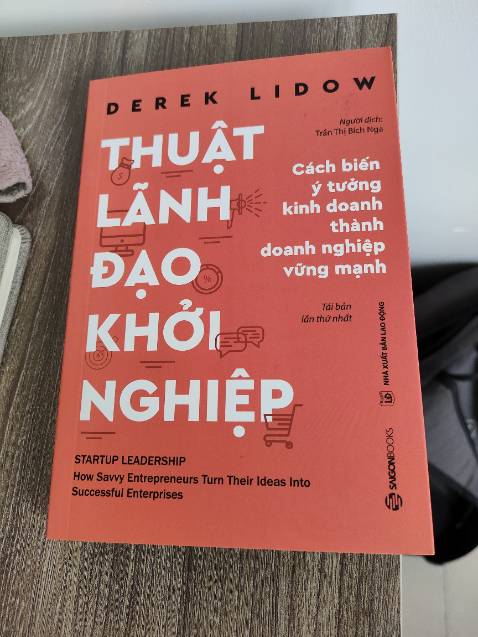 DEREK LIDOW
Người dịch:
Trần Thị Bích Nga
THUẬT
LÃNH
ĐẠO
KHỞI
NGHIỆP
Cách biến
ý tưởng
kinh doanh
thành
doanh nghiệp
vững mạnh
Tái bản
lần thứ nhất
NHÀ XUẤT BẢN LAO ĐỘNG
SAIGONBOOKS
STARTUP LEADERSHIP
How Savvy Entrepreneurs Turn Their Ideas Into
Successful Enterprises